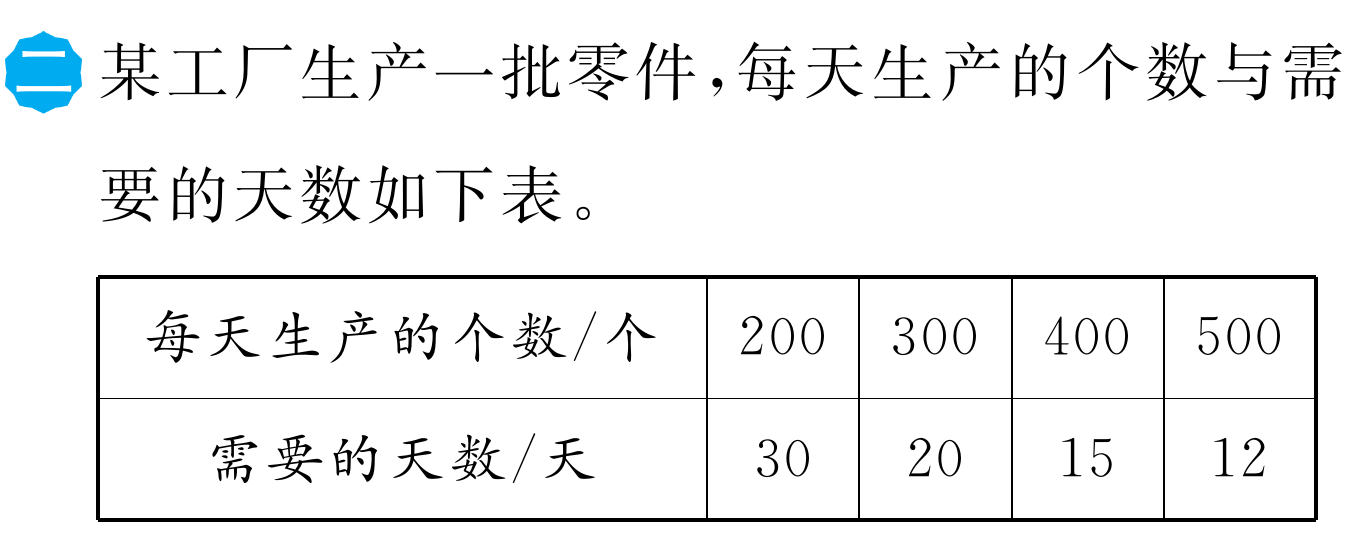 二 某工厂生产一批零件,每天生产的个数与需
要的天数如下表。
每天生产的个数/个 200 300 400 500
需要的天数/天 30 20 15 12